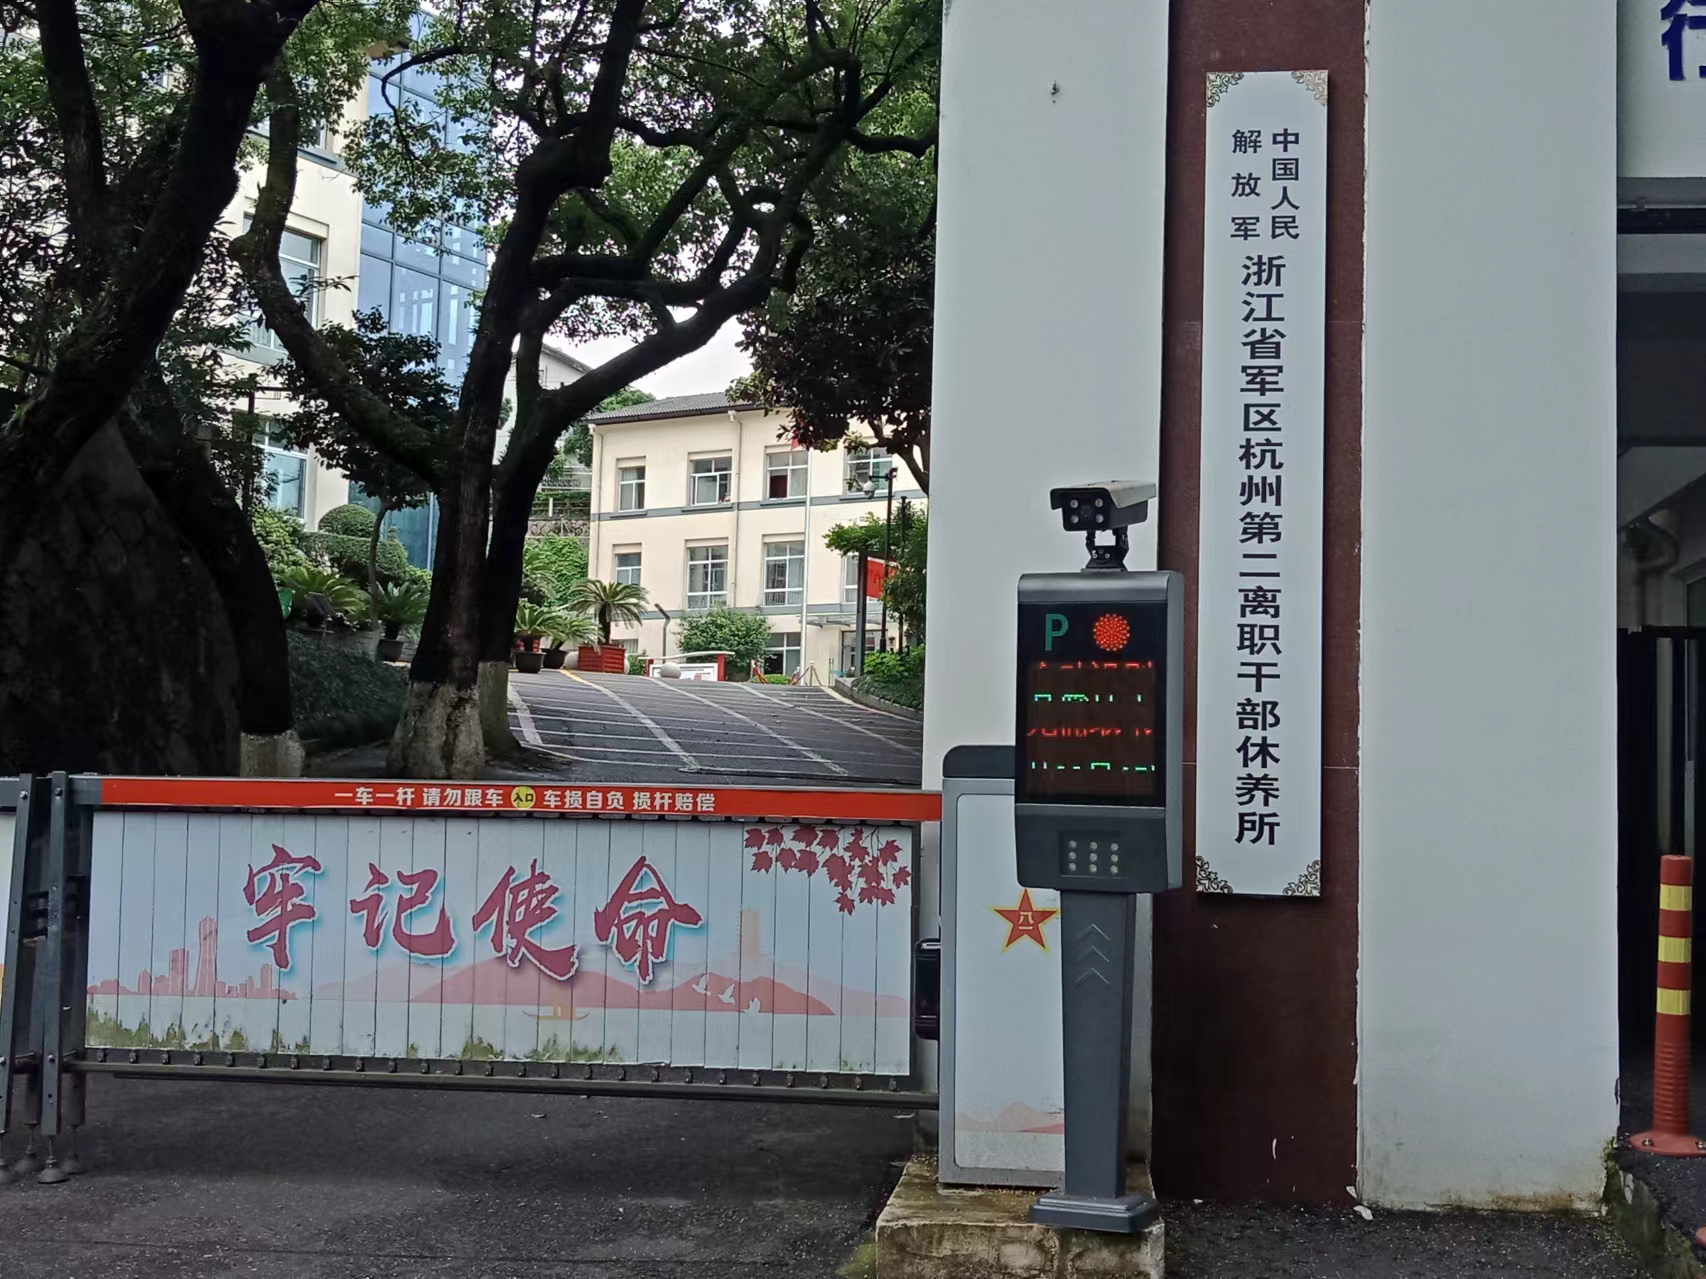 中国人民
解放军
浙江省军区杭州第二离职干部休养所
行
P
一车一杆 请勿跟车 入口 车损自负 损杆赔偿
牢记使命
八一